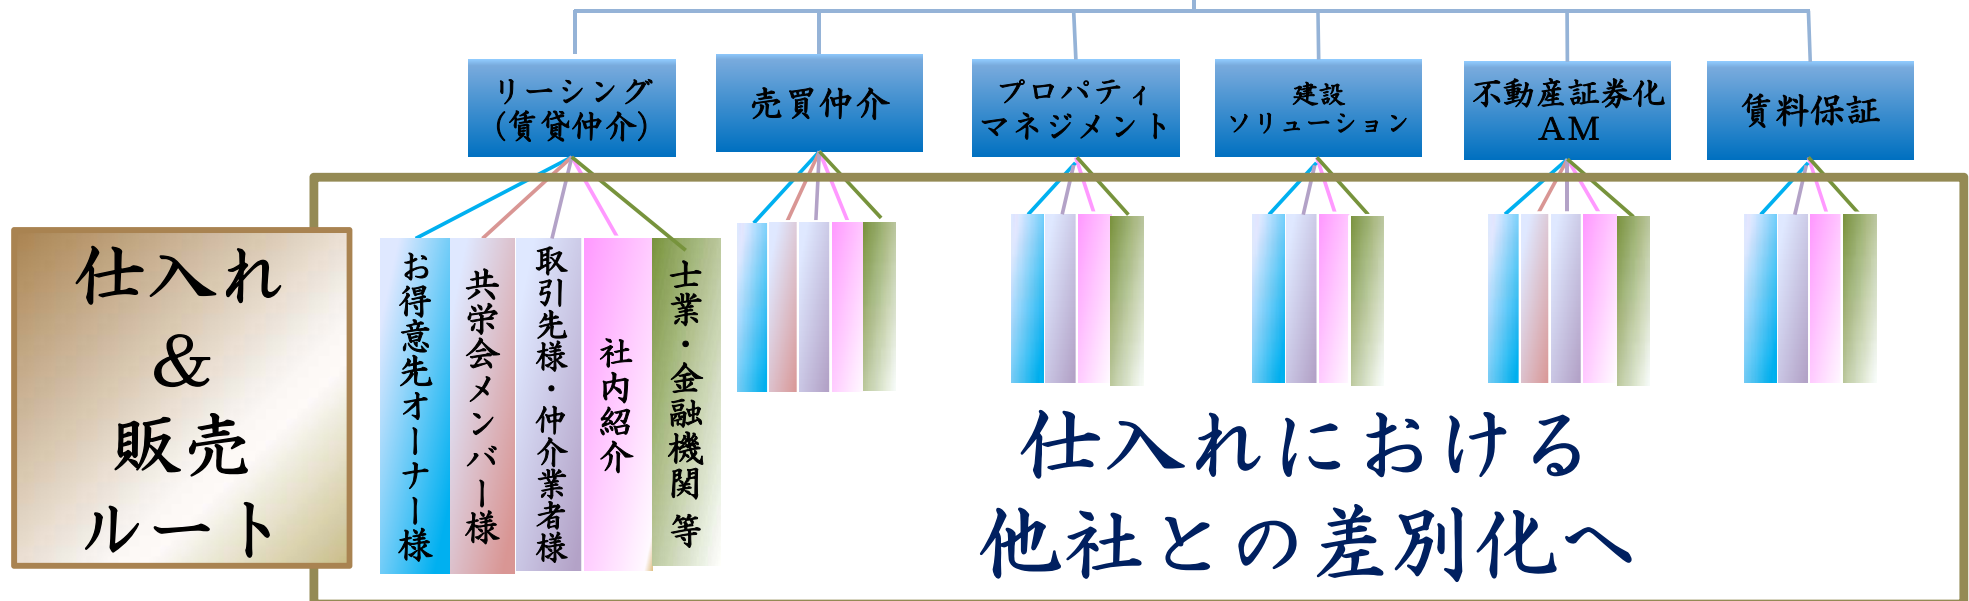 リーシング
（賃貸仲介）
売買仲介
プロパティ
マネジメント
建設
ソリューション
不動産証券化
AM
賃料保証
仕入れ
&
販売
ルート
お得意先オーナー様
共栄会メンバー様
取引先様・仲介業者様
社内紹介
士業・金融機関 等
仕入れにおける
他社との差別化へ